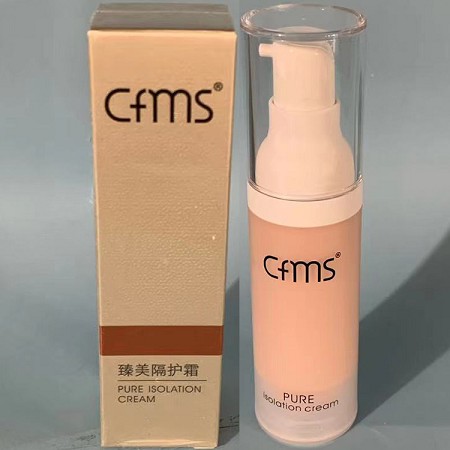 CfMS®
臻美隔护霜
PURE ISOLATION
CREAM
CfMS®
PURE
isolation cream